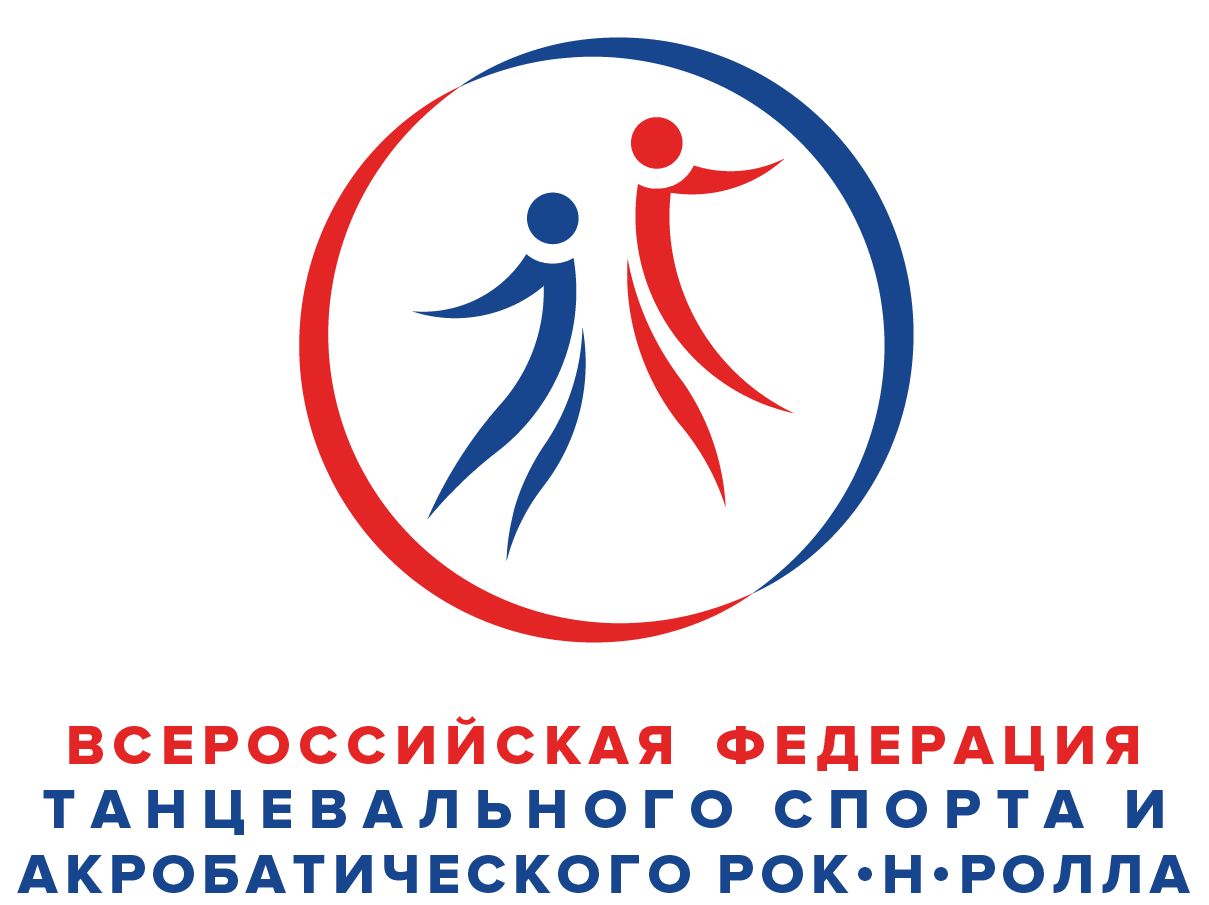 ВСЕРОССИЙСКАЯ ФЕДЕРАЦИЯ
ТАНЦЕВАЛЬНОГО СПОРТА И
АКРОБАТИЧЕСКОГО РОК•Н•РОЛЛА